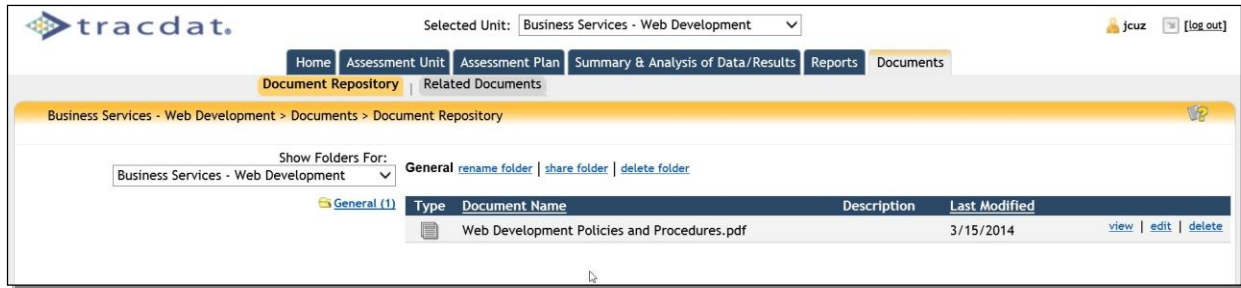 tracdat.
Selected Unit: Business Services - Web Development
jcuz [log out]
Home Assessment Unit Assessment Plan Summary & Analysis of Data/Results Reports Documents
Document Repository | Related Documents
Business Services - Web Development > Documents > Document Repository
Show Folders For:
Business Services - Web Development
General rename folder | share folder | delete folder
General (1)
Type Document Name Description Last Modified
Web Development Policies and Procedures.pdf 3/15/2014 view | edit | delete